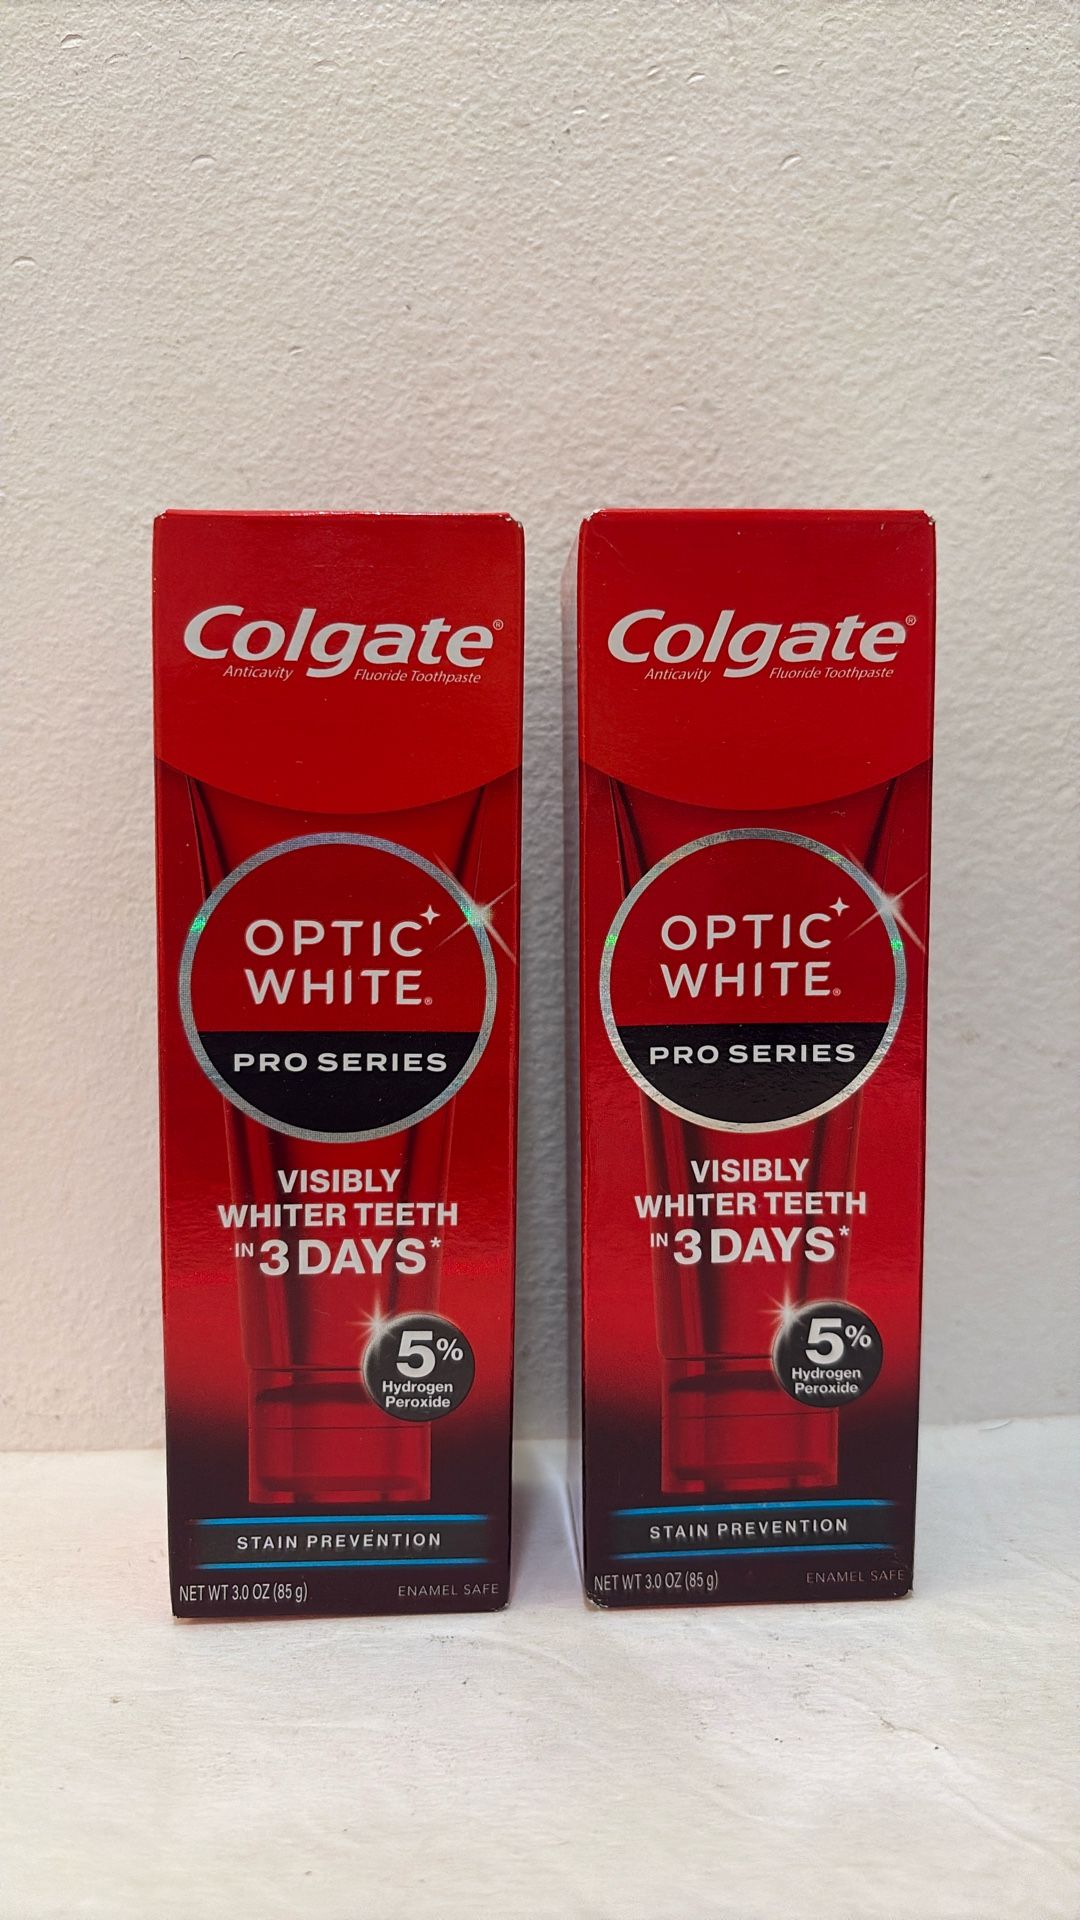 Colgate®
Anticavity Fluoride Toothpaste
OPTIC
WHITE®
PRO SERIES
VISIBLY
WHITER TEETH
IN 3 DAYS*
5%
Hydrogen
Peroxide
STAIN PREVENTION
NET WT 3.0 OZ (85 g) ENAMEL SAFE
Colgate®
Anticavity Fluoride Toothpaste
OPTIC
WHITE®
PRO SERIES
VISIBLY
WHITER TEETH
IN 3 DAYS*
5%
Hydrogen
Peroxide
STAIN PREVENTION
NET WT 3.0 OZ (85 g) ENAMEL SAFE